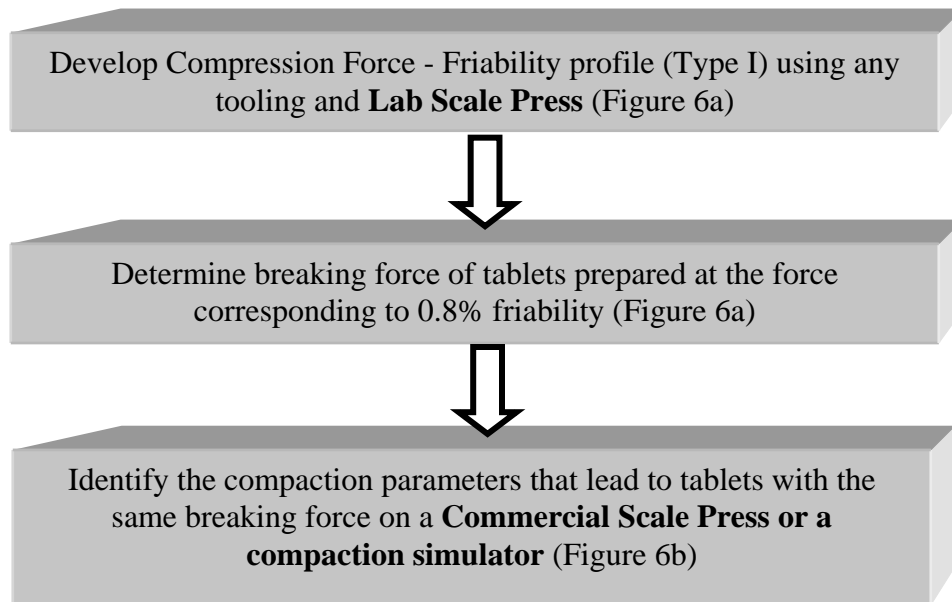 Develop Compression Force - Friability profile (Type I) using any
tooling and Lab Scale Press (Figure 6a)
Determine breaking force of tablets prepared at the force
corresponding to 0.8% friability (Figure 6a)
Identify the compaction parameters that lead to tablets with the
same breaking force on a Commercial Scale Press or a
compaction simulator (Figure 6b)